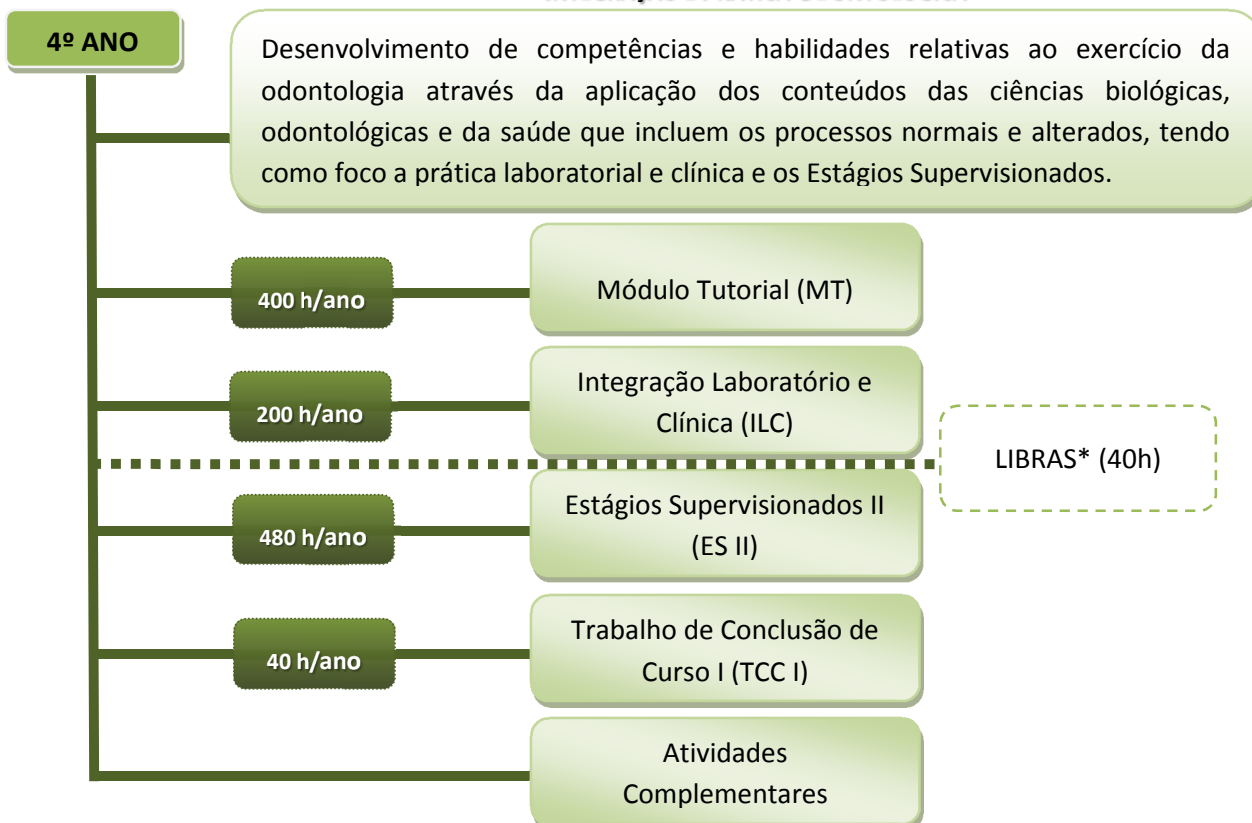 4º ANO
Desenvolvimento de competências e habilidades relativas ao exercício da
odontologia através da aplicação dos conteúdos das ciências biológicas,
odontológicas e da saúde que incluem os processos normais e alterados, tendo
como foco a prática laboratorial e clínica e os Estágios Supervisionados.
400 h/ano
Módulo Tutorial (MT)
200 h/ano
Integração Laboratório e
Clínica (ILC)
LIBRAS* (40h)
480 h/ano
Estágios Supervisionados II
(ES II)
40 h/ano
Trabalho de Conclusão de
Curso I (TCC I)
Atividades
Complementares